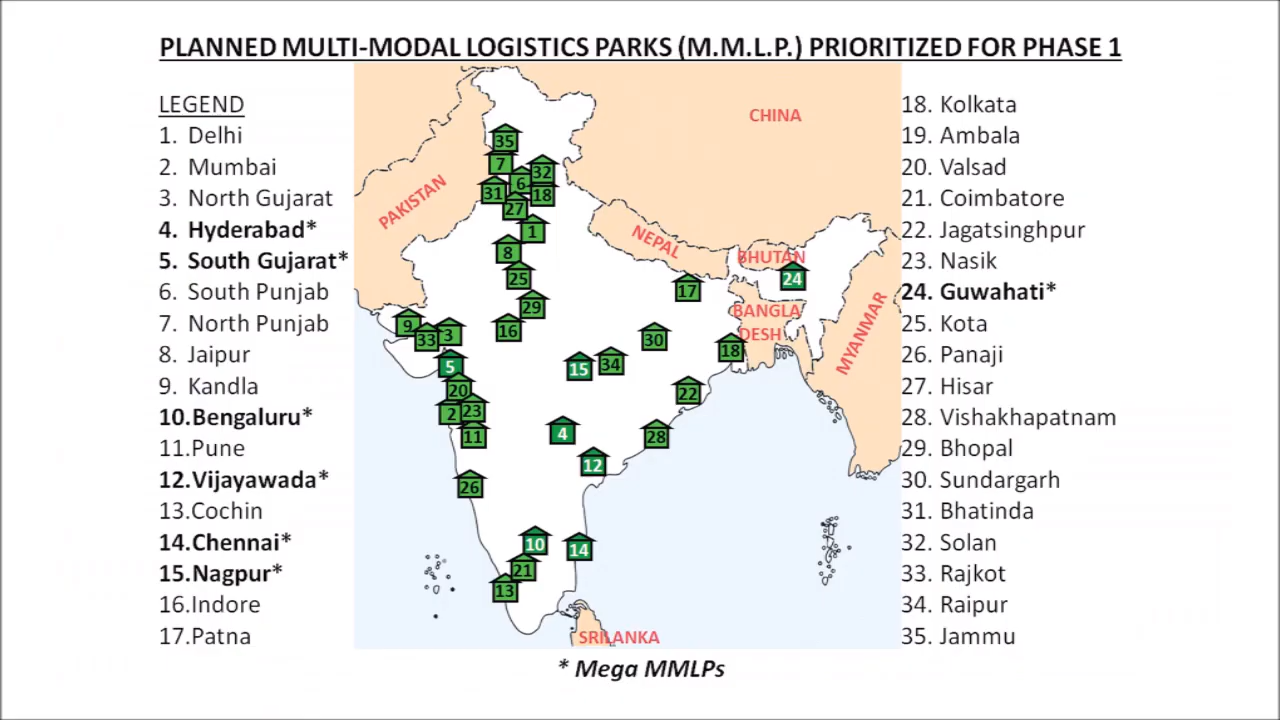 PLANNED MULTI-MODAL LOGISTICS PARKS (M.M.L.P.) PRIORITIZED FOR PHASE 1
LEGEND
1. Delhi
2. Mumbai
3. North Gujarat
4. Hyderabad*
5. South Gujarat*
6. South Punjab
7. North Punjab
8. Jaipur
9. Kandla
10.Bengaluru*
11.Pune
12.Vijayawada*
13.Cochin
14.Chennai*
15.Nagpur*
16.Indore
17.Patna
CHINA
PAKISTAN
NEPAL
BHUTAN
BANGLA
DESH
MYANMAR
SRILANKA
35
7
32
6
31
18
27
1
8
25
24
17
29
9
33
3
16
30
18
5
15
34
20
22
2
23
11
4
28
12
26
10
14
21
13
18. Kolkata
19. Ambala
20. Valsad
21. Coimbatore
22. Jagatsinghpur
23. Nasik
24. Guwahati*
25. Kota
26. Panaji
27. Hisar
28. Vishakhapatnam
29. Bhopal
30. Sundargarh
31. Bhatinda
32. Solan
33. Rajkot
34. Raipur
35. Jammu
* Mega MMLPs